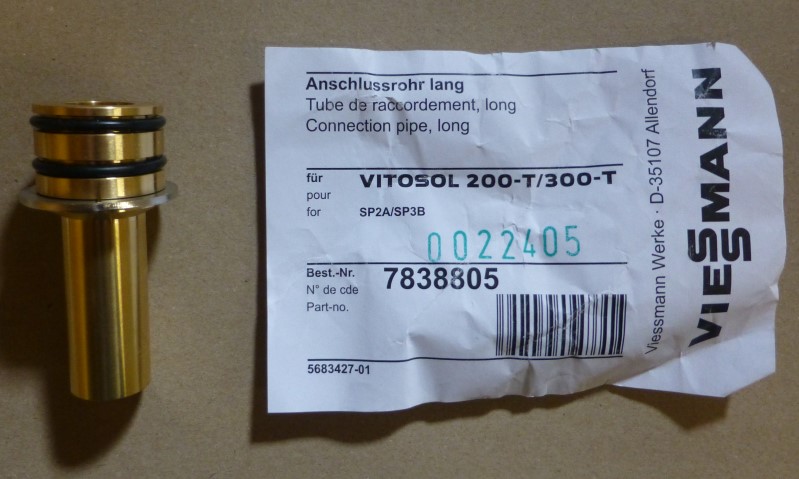 Anschlussrohr lang
Tube de raccordement, long
Connection pipe, long
für
pour
for
VITOSOL 200-T/300-T
SP2A/SP3B
0022405
Best.-Nr.
N° de cde
Part-no.
7838805
5683427-01
Viessmann Werke · D-35107 Allendorf
VIESSMANN